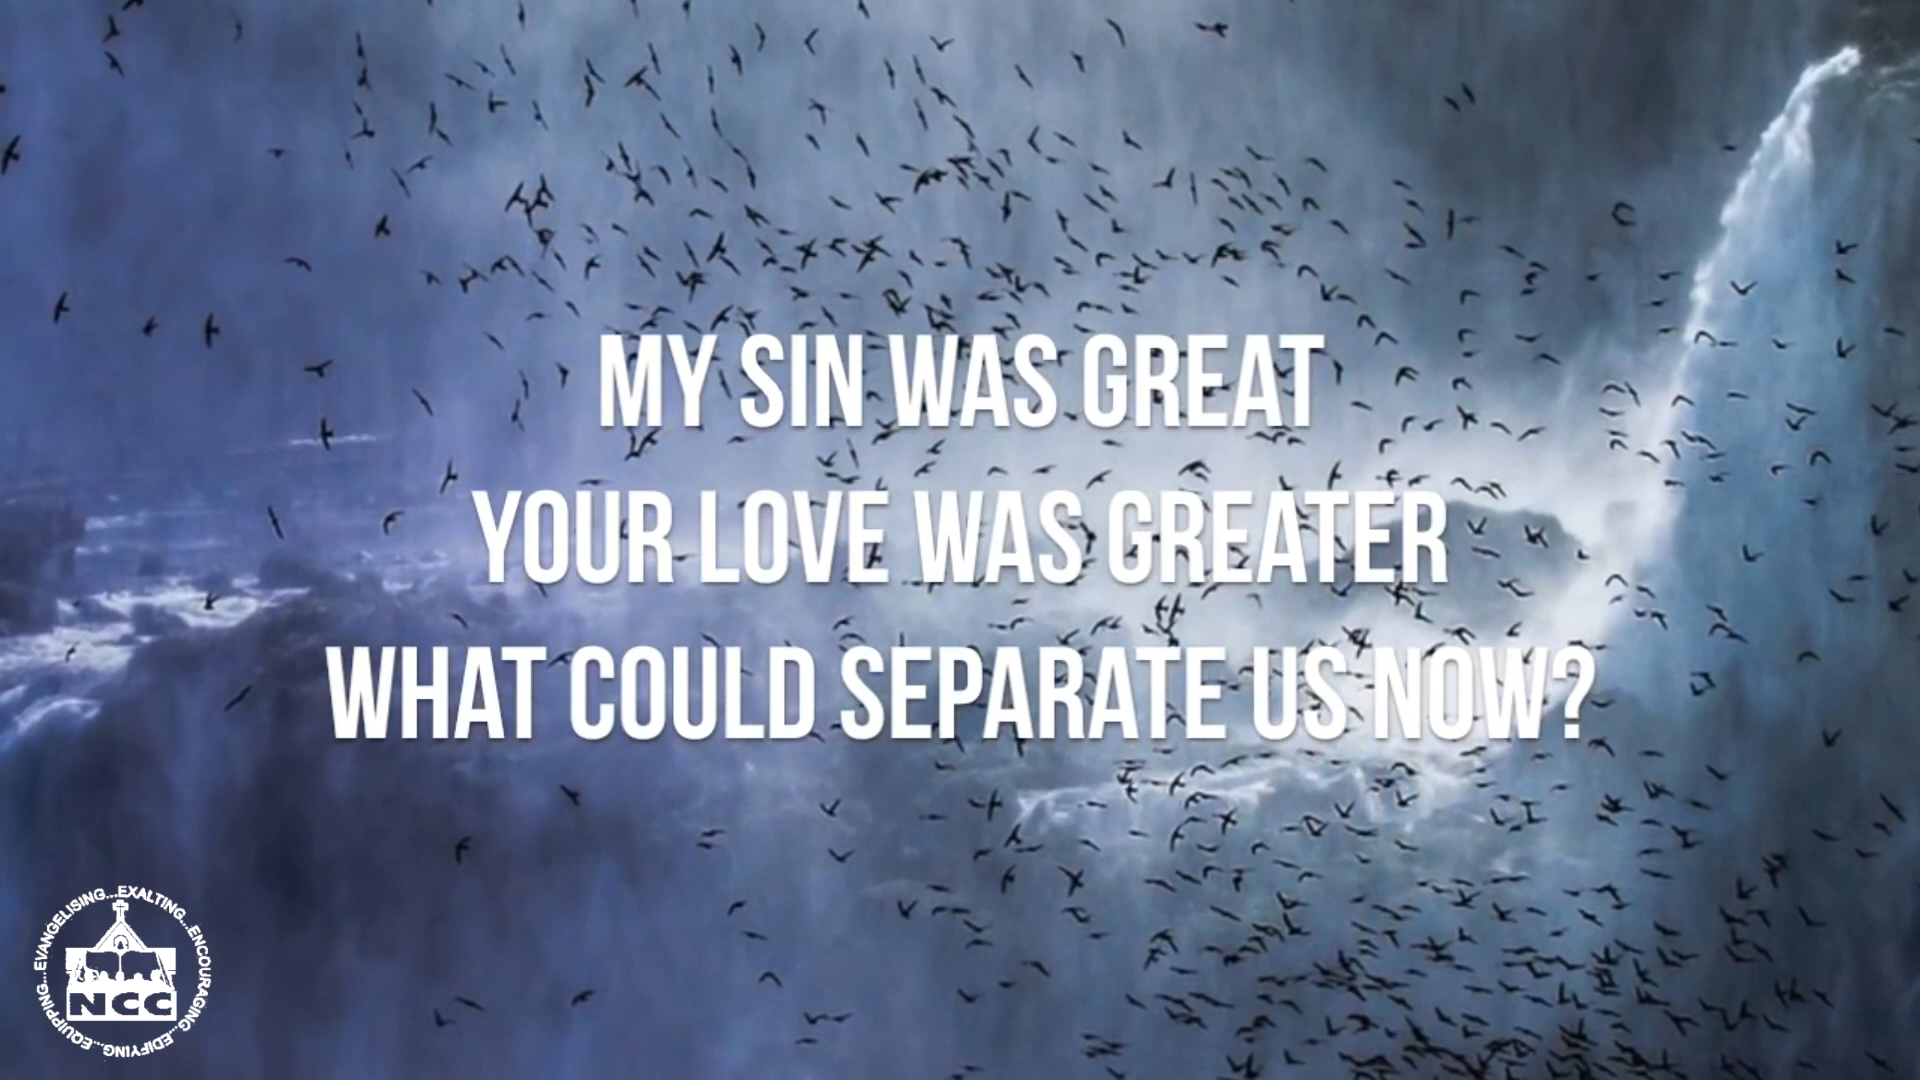 MY SIN WAS GREAT
YOUR LOVE WAS GREATER
WHAT COULD SEPARATE US NOW?
EVANGELISING...EXALTING...ENCOURAGING...EDIFYING...EQUIPPING...
NCC